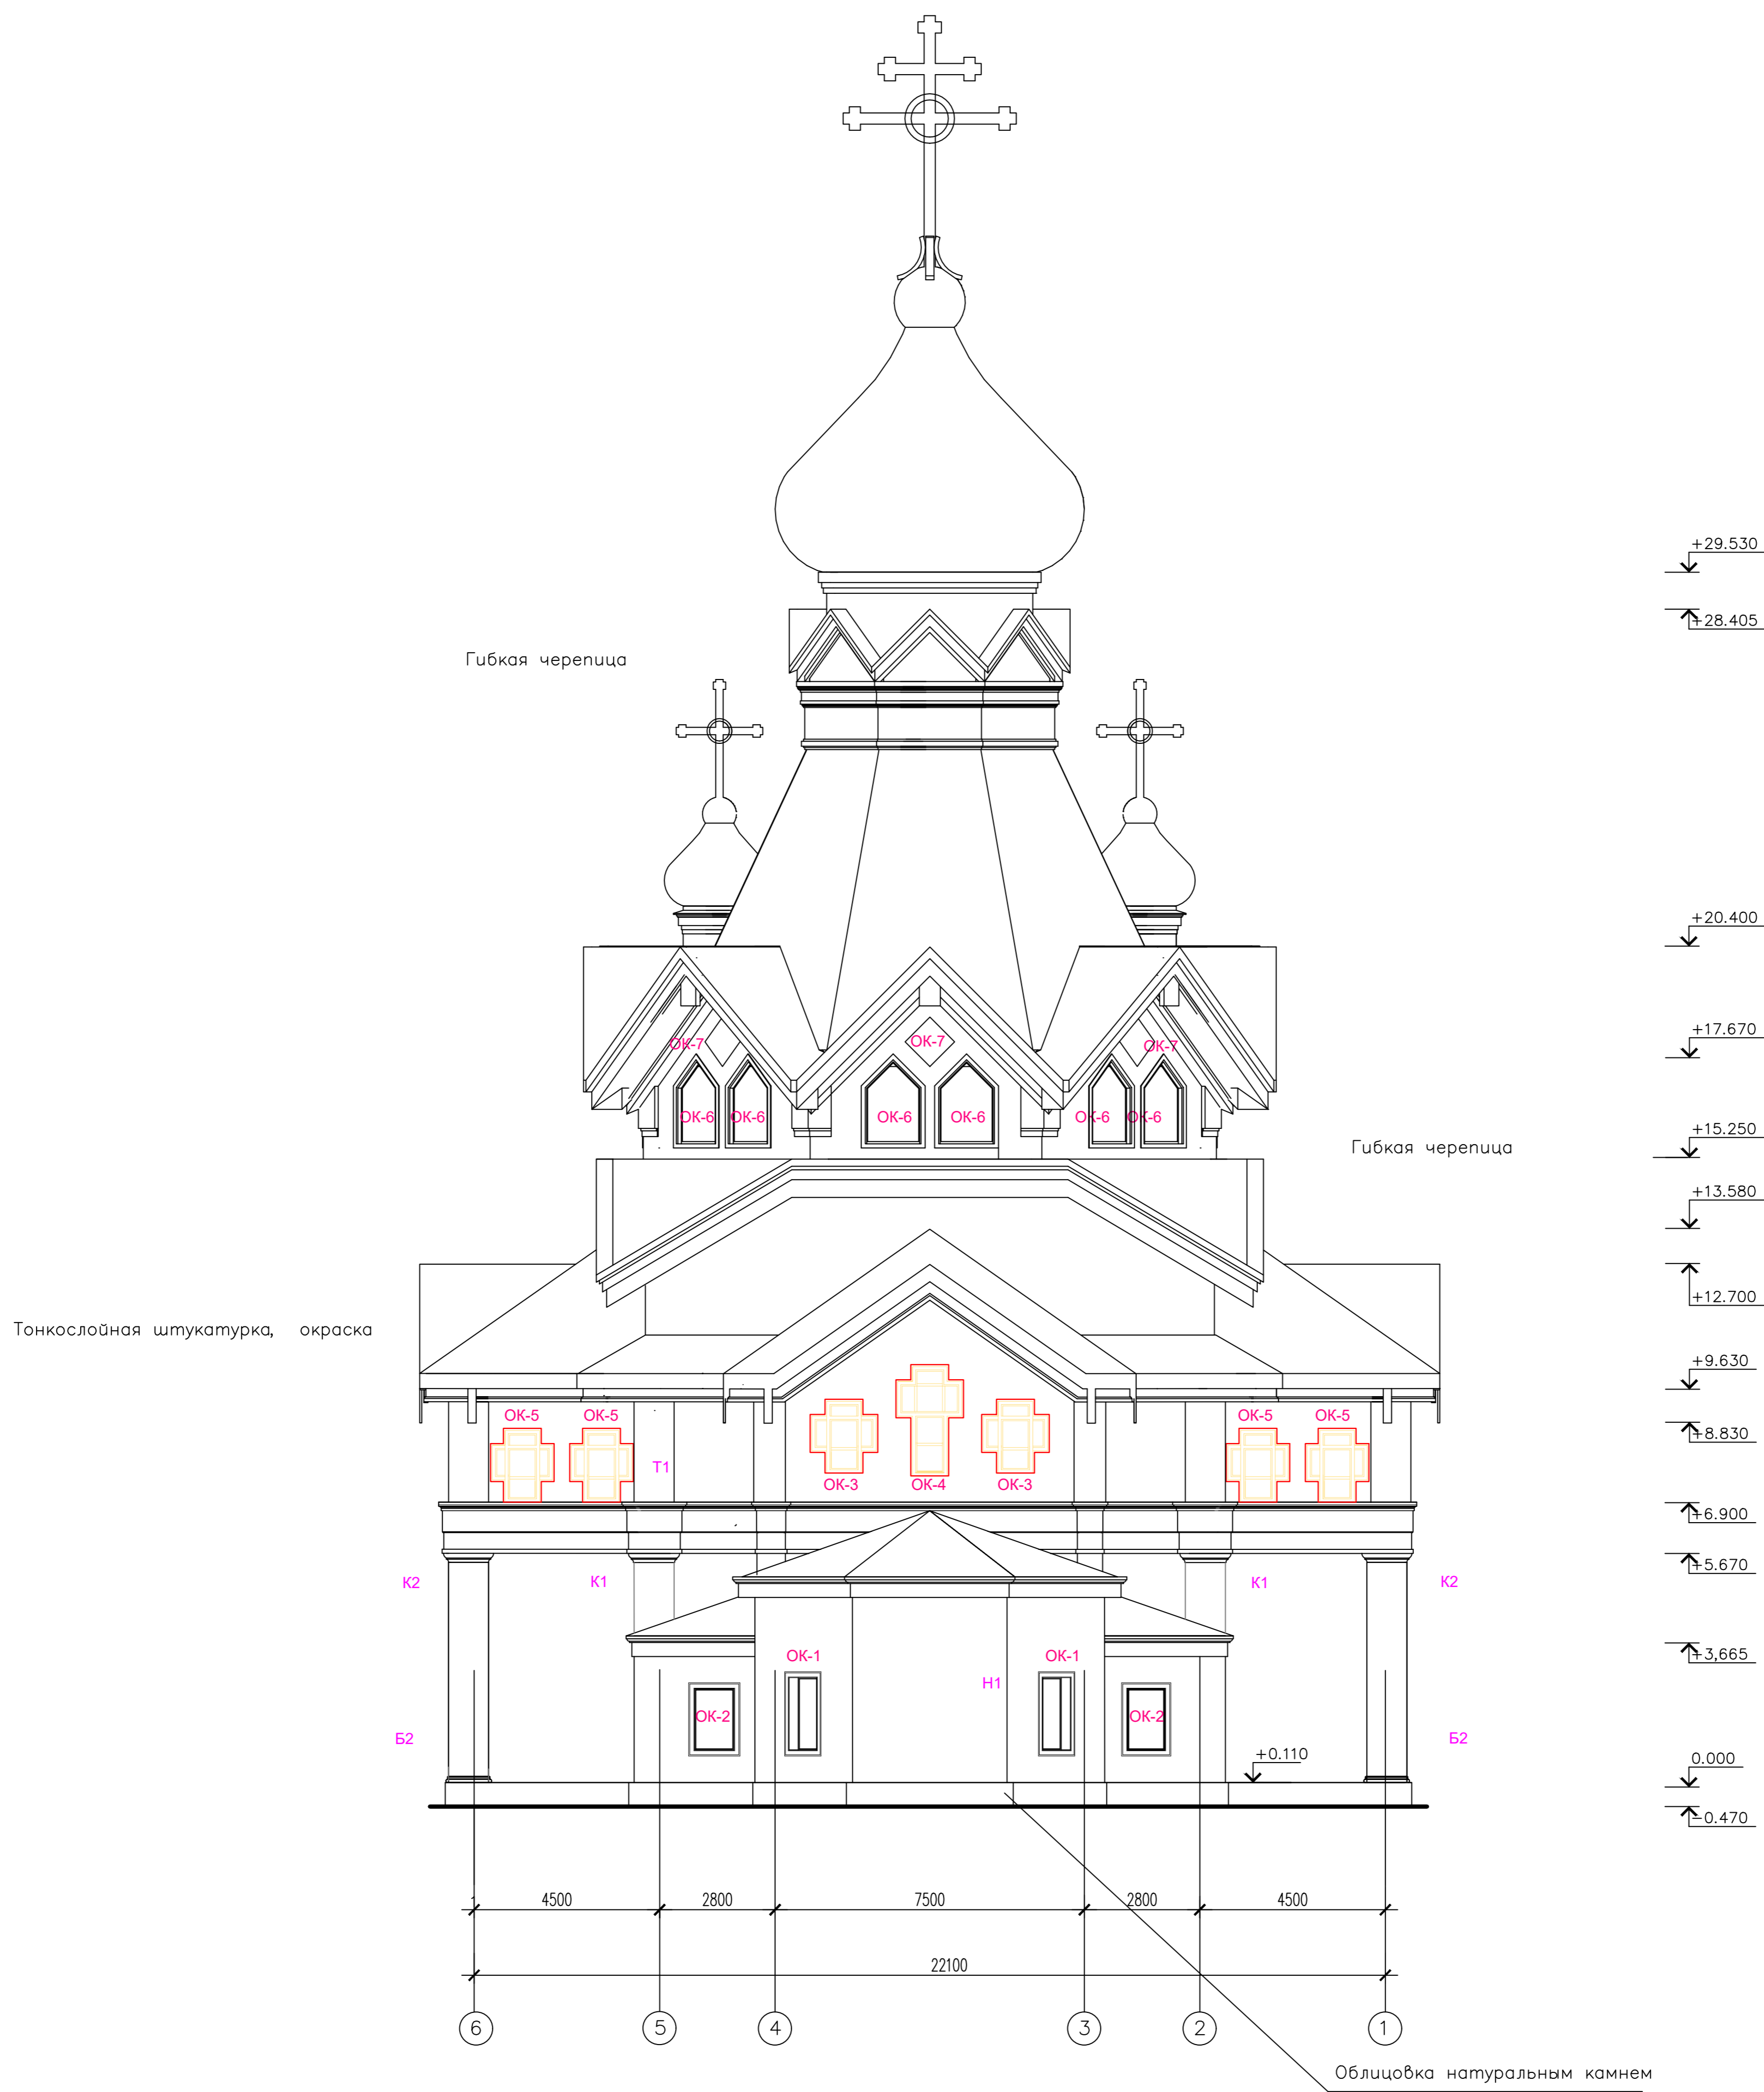 +29.530
+28.405
Гибкая черепица
+20.400
+17.670
ОК-7 ОК-7 ОК-7
ОК-6 ОК-6 ОК-6 ОК-6 ОК-6 ОК-6
+15.250
Гибкая черепица
+13.580
+12.700
Тонкослойная штукатурка, окраска
+9.630
ОК-5 ОК-5 ОК-5 ОК-5
+8.830
Т1
ОК-3 ОК-4 ОК-3
+6.900
+5.670
К2 К1 К1 К2
+3,665
ОК-1 ОК-1
Н1
ОК-2 ОК-2
Б2 Б2
+0.110
0.000
-0.470
1
4500 2800 7500 2800 4500
22100
6 5 4 3 2 1
Облицовка натуральным камнем